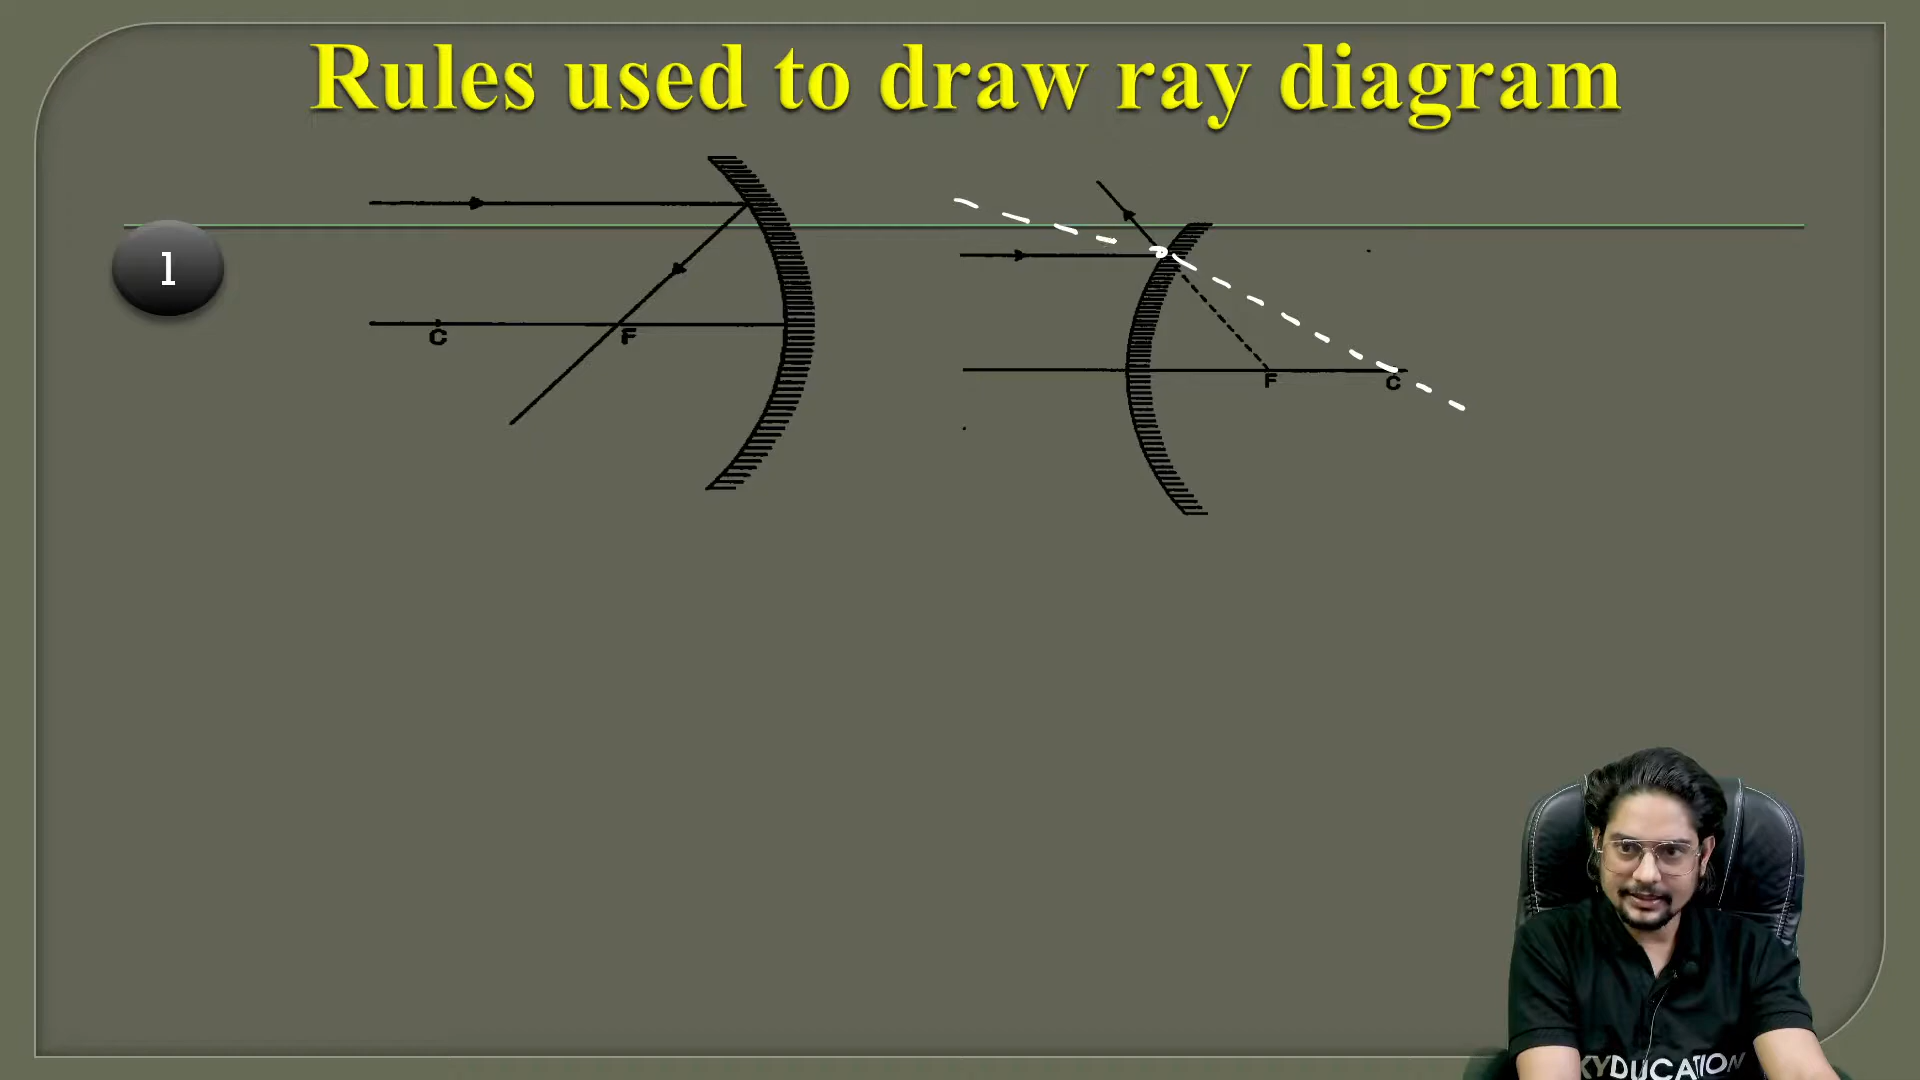 Rules used to draw ray diagram
1
C F
F C
KYDUCATION